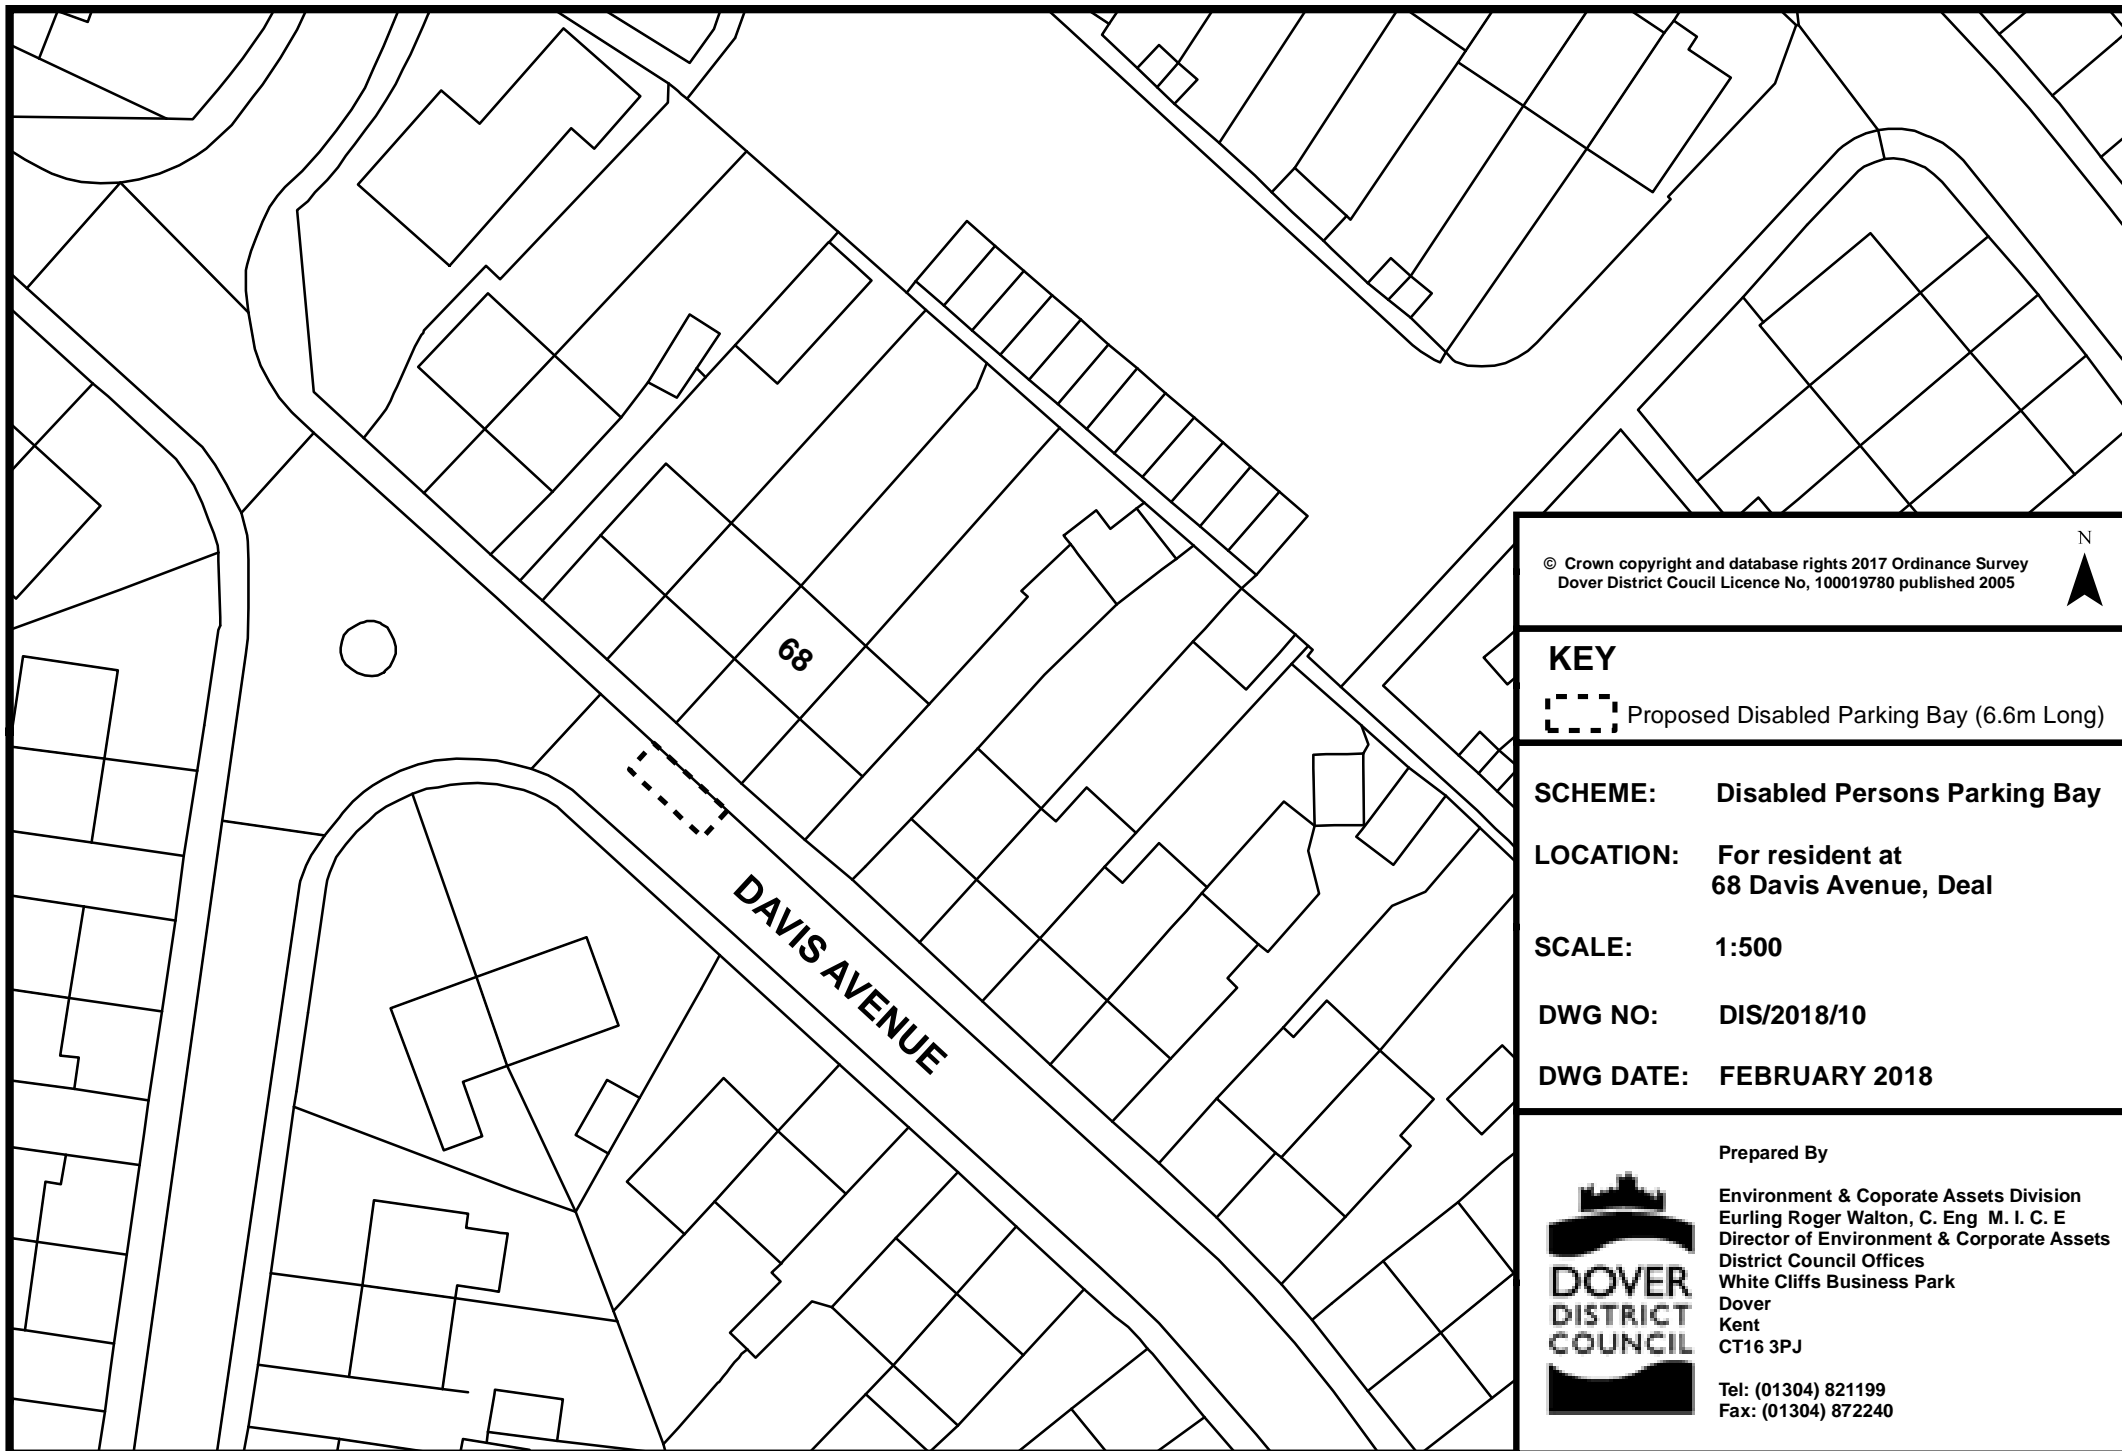 68
DAVIS AVENUE
N
© Crown copyright and database rights 2017 Ordinance Survey
Dover District Coucil Licence No, 100019780 published 2005
KEY
Proposed Disabled Parking Bay (6.6m Long)
SCHEME: Disabled Persons Parking Bay
LOCATION: For resident at
68 Davis Avenue, Deal
SCALE: 1:500
DWG NO: DIS/2018/10
DWG DATE: FEBRUARY 2018
Prepared By
Environment & Coporate Assets Division
Eurling Roger Walton, C. Eng M. I. C. E
Director of Environment & Corporate Assets
District Council Offices
White Cliffs Business Park
Dover
Kent
CT16 3PJ
Tel: (01304) 821199
Fax: (01304) 872240
DOVER
DISTRICT
COUNCIL